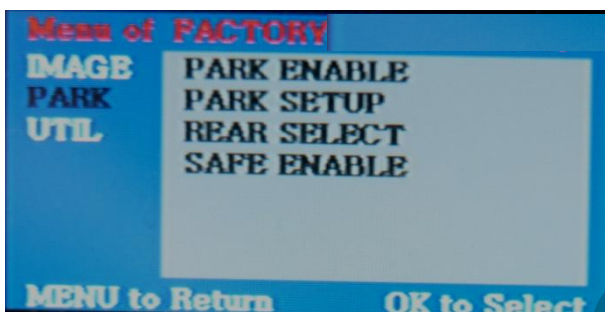 Menu of FACTORY
IMAGE
PARK
UTIL
PARK ENABLE
PARK SETUP
REAR SELECT
SAFE ENABLE
MENU to Return
OK to Select